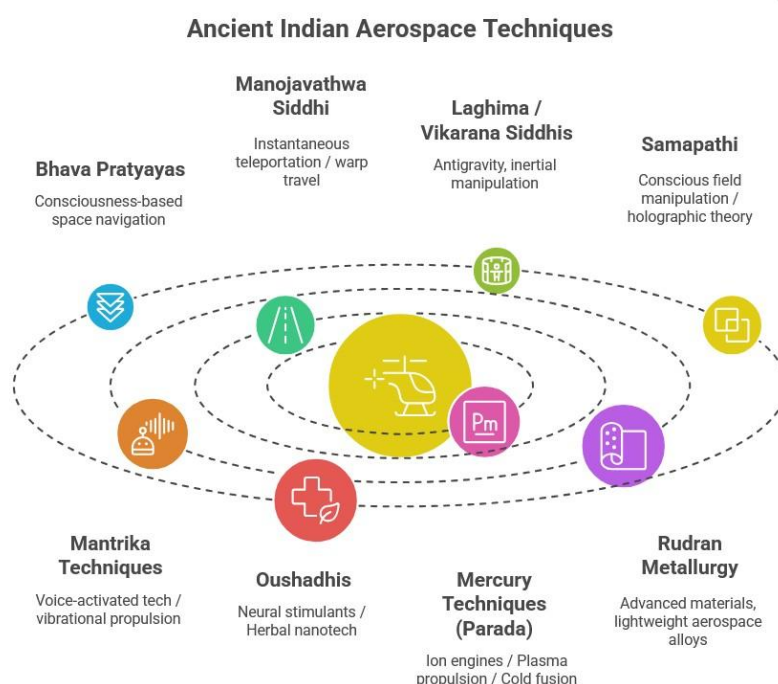 Ancient Indian Aerospace Techniques
Manojavathwa
Siddhi
Instantaneous
teleportation / warp
travel
Laghima /
Vikarana Siddhis
Antigravity, inertial
manipulation
Bhava Pratyayas
Consciousness-based
space navigation
Samapathi
Conscious field
manipulation /
holographic theory
Pm
Mantrika
Techniques
Voice-activated tech /
vibrational propulsion
Oushadhis
Neural stimulants /
Herbal nanotech
Mercury
Techniques
(Parada)
Ion engines / Plasma
propulsion / Cold fusion
Rudran
Metallurgy
Advanced materials,
lightweight aerospace
alloys